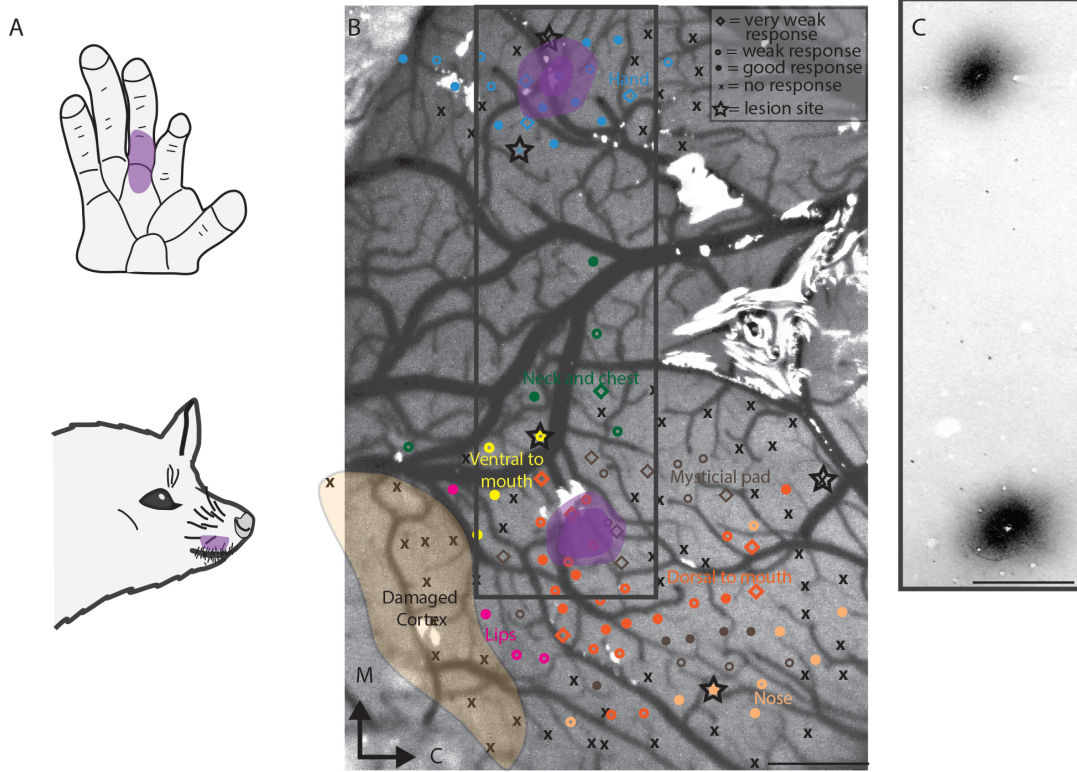 A
B
C
◇ = very weak
response
= weak response
= good response
x = no response
☆ = lesion site
Hand
Neck and chest
Ventral to
mouth
Mysticial pad
Dorsal to mouth
Damaged
Cortex
Lips
Nose
M
C